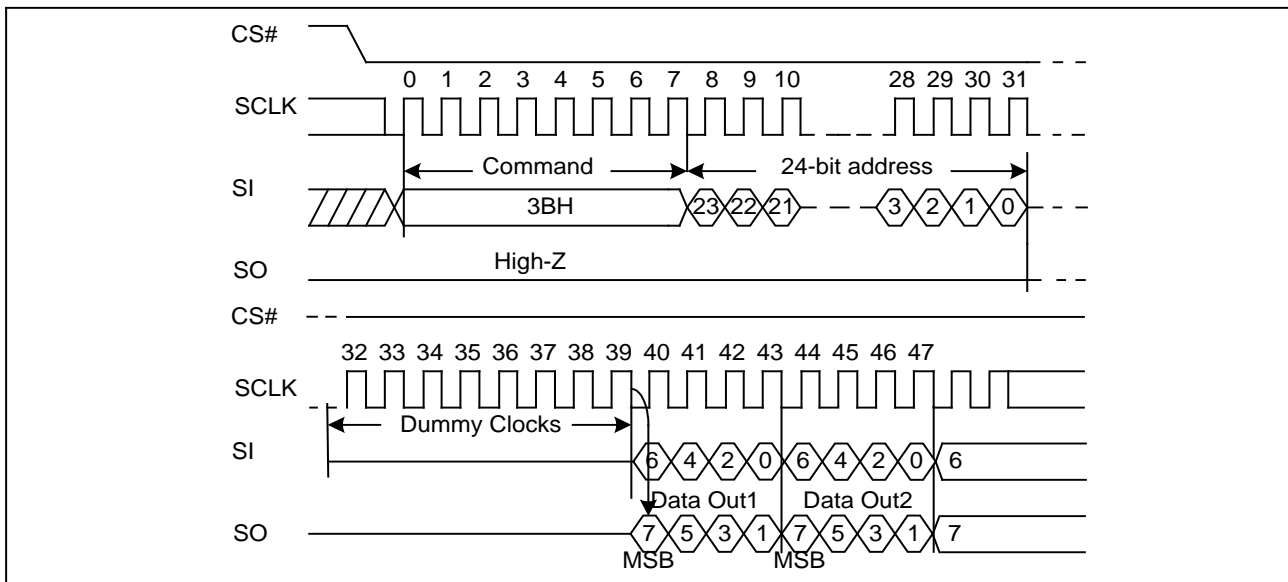 CS#
0 1 2 3 4 5 6 7 8 9 10 28 29 30 31
SCLK
Command 24-bit address
SI
3BH 23 22 21 3 2 1 0
High-Z
SO
CS#
32 33 34 35 36 37 38 39 40 41 42 43 44 45 46 47
SCLK
Dummy Clocks
SI
6 4 2 0 6 4 2 0 6
Data Out1 Data Out2
SO
7 5 3 1 7 5 3 1 7
MSB MSB